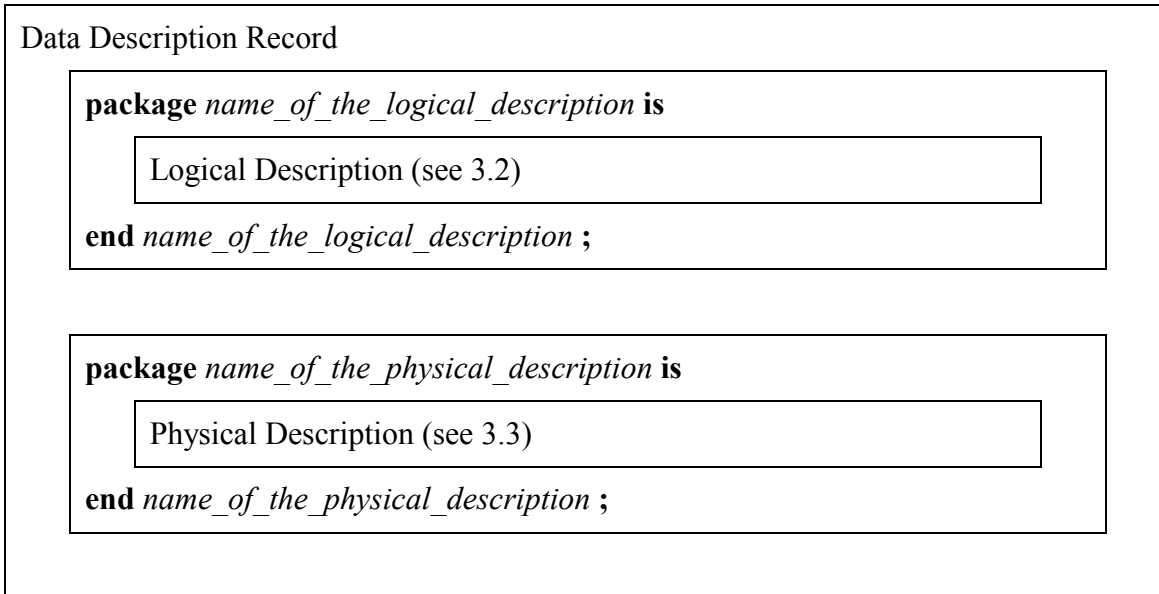 Data Description Record
package name_of_the_logical_description is
Logical Description (see 3.2)
end name_of_the_logical_description ;
package name_of_the_physical_description is
Physical Description (see 3.3)
end name_of_the_physical_description ;